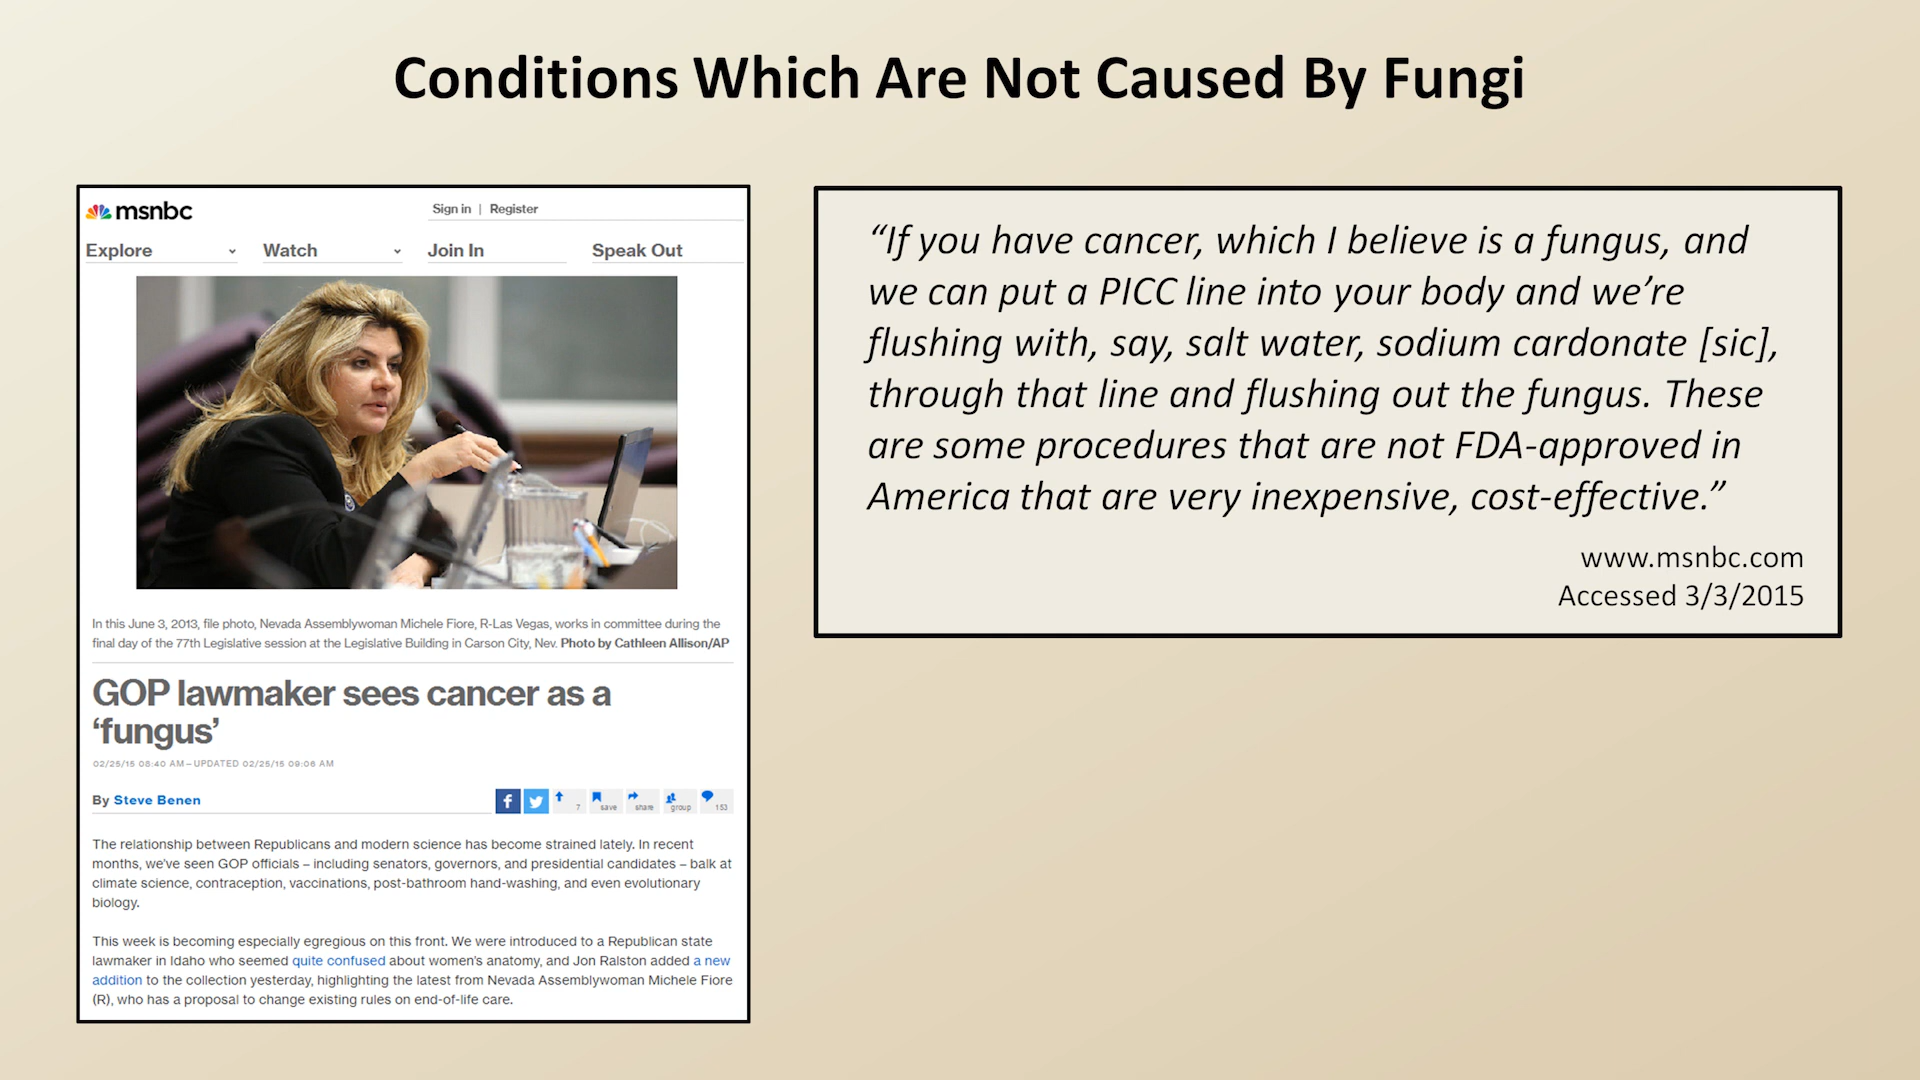 Conditions Which Are Not Caused By Fungi
msnbc
Sign in | Register
Explore
Watch
Join In
Speak Out
In this June 3, 2013, file photo, Nevada Assemblywoman Michele Fiore, R-Las Vegas, works in committee during the
final day of the 77th Legislative session at the Legislative Building in Carson City, Nev. Photo by Cathleen Allison/AP
GOP lawmaker sees cancer as a
‘fungus’
02/25/15 08:40 AM—UPDATED 02/25/15 09:06 AM
By Steve Benen
7
save
share
group
153
The relationship between Republicans and modern science has become strained lately. In recent
months, we’ve seen GOP officials – including senators, governors, and presidential candidates – balk at
climate science, contraception, vaccinations, post-bathroom hand-washing, and even evolutionary
biology.
This week is becoming especially egregious on this front. We were introduced to a Republican state
lawmaker in Idaho who seemed quite confused about women’s anatomy, and Jon Ralston added a new
addition to the collection yesterday, highlighting the latest from Nevada Assemblywoman Michele Fiore
(R), who has a proposal to change existing rules on end-of-life care.
“If you have cancer, which I believe is a fungus, and
we can put a PICC line into your body and we’re
flushing with, say, salt water, sodium cardonate [sic],
through that line and flushing out the fungus. These
are some procedures that are not FDA-approved in
America that are very inexpensive, cost-effective.”
www.msnbc.com
Accessed 3/3/2015